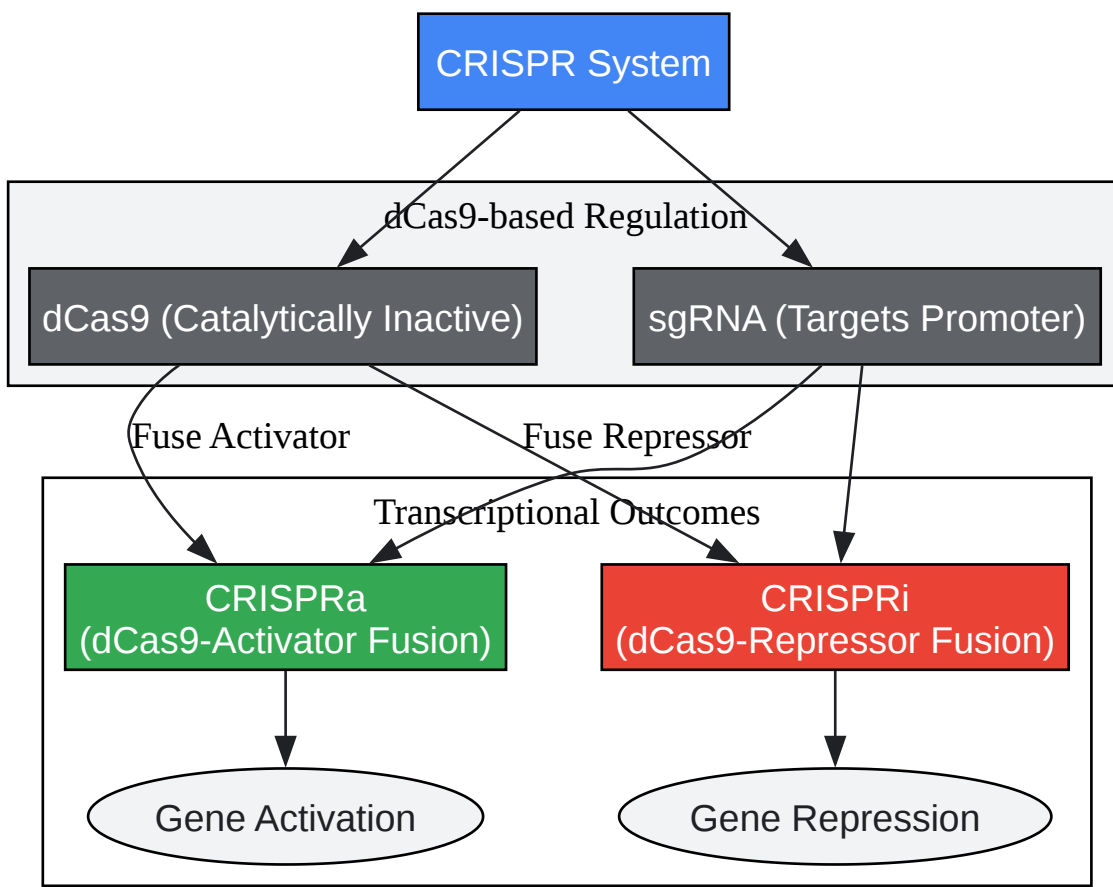 CRISPR System
dCas9-based Regulation
dCas9 (Catalytically Inactive)
sgRNA (Targets Promoter)
Fuse Activator
Fuse Repressor
Transcriptional Outcomes
CRISPRa
(dCas9-Activator Fusion)
CRISPRi
(dCas9-Repressor Fusion)
Gene Activation
Gene Repression